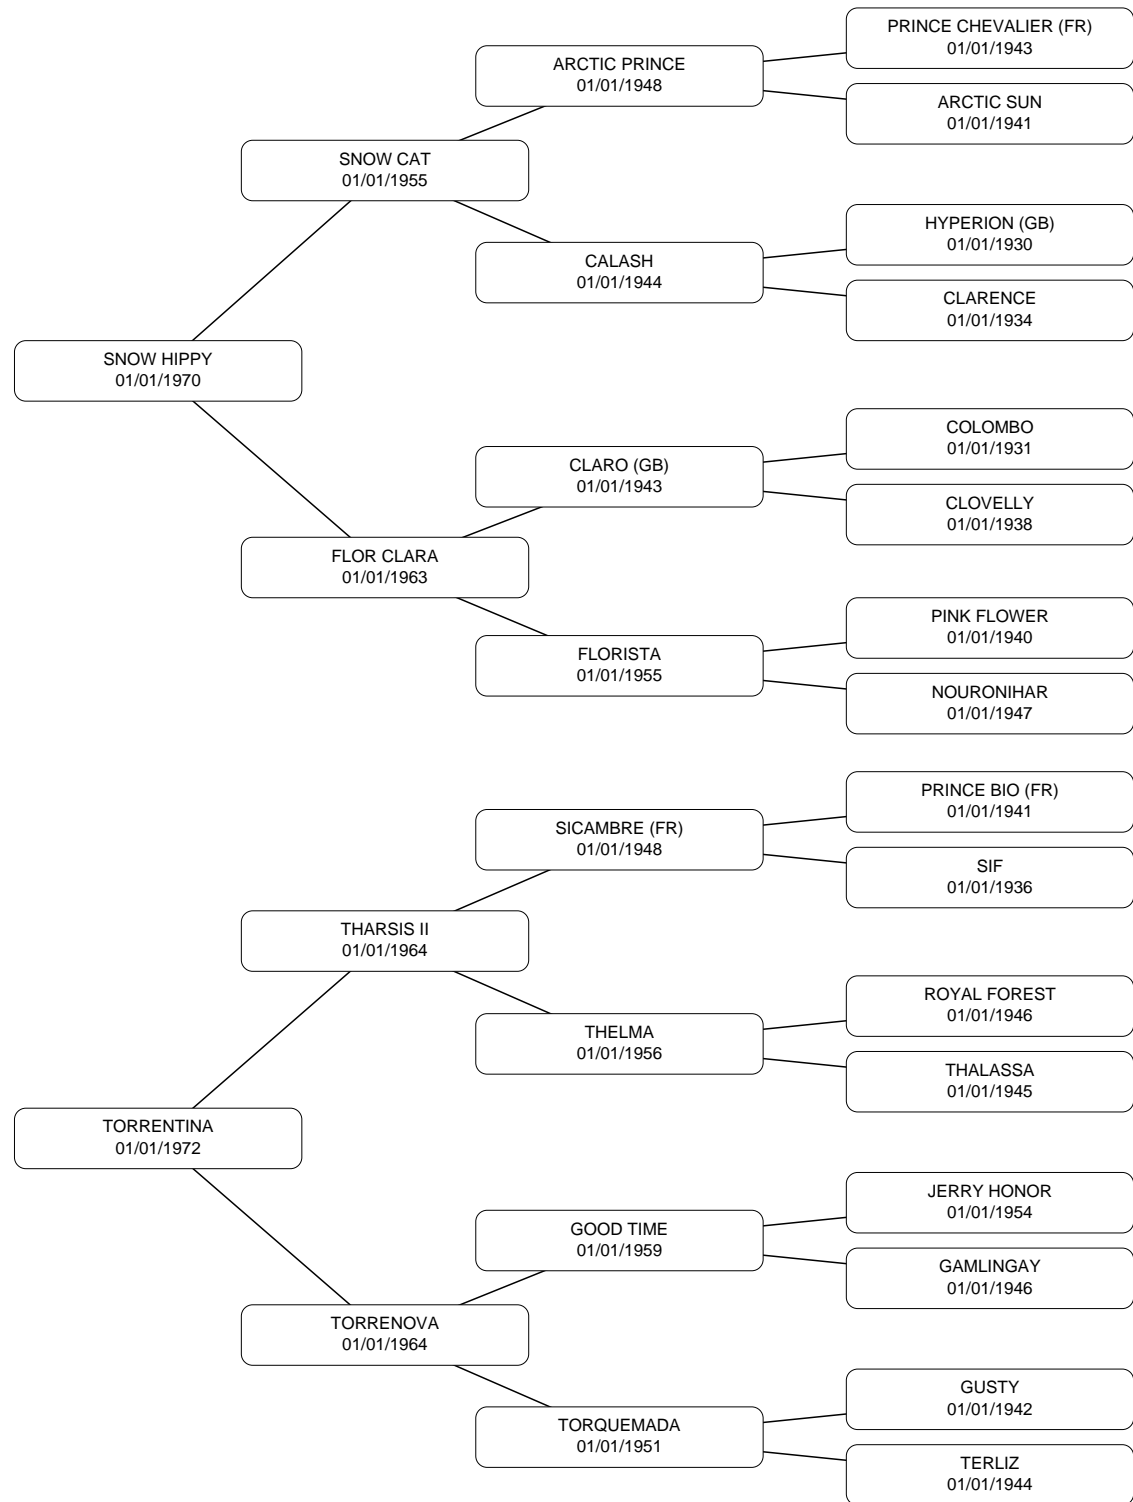 PRINCE CHEVALIER (FR)
01/01/1943
ARCTIC PRINCE
01/01/1948
ARCTIC SUN
01/01/1941
SNOW CAT
01/01/1955
HYPERION (GB)
01/01/1930
CALASH
01/01/1944
CLARENCE
01/01/1934
SNOW HIPPY
01/01/1970
COLOMBO
01/01/1931
CLARO (GB)
01/01/1943
CLOVELLY
01/01/1938
FLOR CLARA
01/01/1963
PINK FLOWER
01/01/1940
FLORISTA
01/01/1955
NOURONIHAR
01/01/1947
PRINCE BIO (FR)
01/01/1941
SICAMBRE (FR)
01/01/1948
SIF
01/01/1936
THARSIS II
01/01/1964
ROYAL FOREST
01/01/1946
THELMA
01/01/1956
THALASSA
01/01/1945
TORRENTINA
01/01/1972
JERRY HONOR
01/01/1954
GOOD TIME
01/01/1959
GAMLINGAY
01/01/1946
TORRENOVA
01/01/1964
GUSTY
01/01/1942
TORQUEMADA
01/01/1951
TERLIZ
01/01/1944